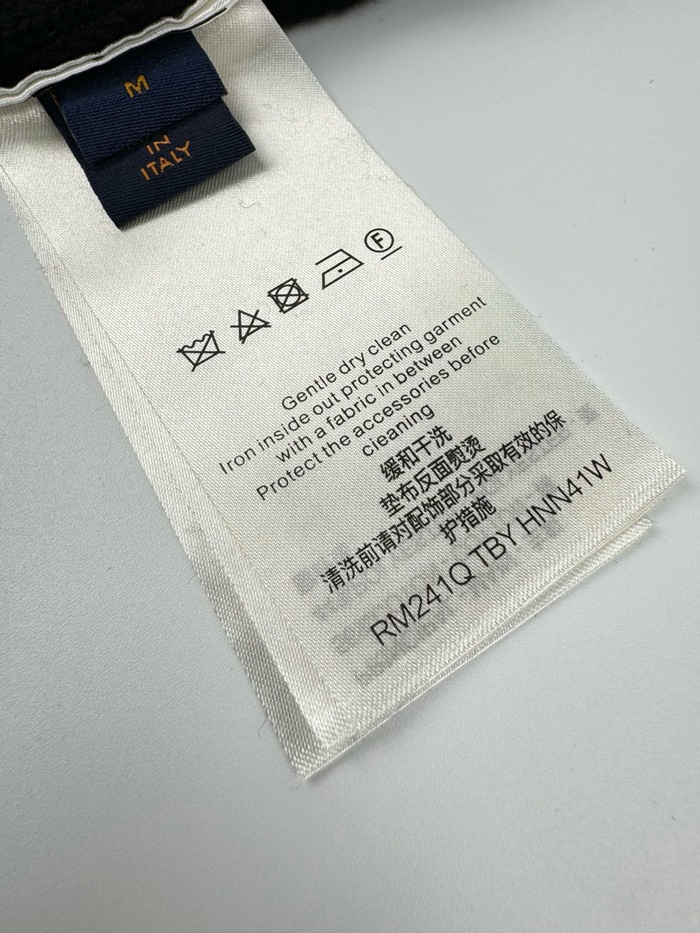 M
IN
ITALY
F
Gentle dry clean
Iron inside out protecting garment
with a fabric in between
Protect the accessories before
cleaning
缓和干洗
垫布反面熨烫
清洗前请对配饰部分采取有效的保
护措施
RM241Q TBY HNN41W